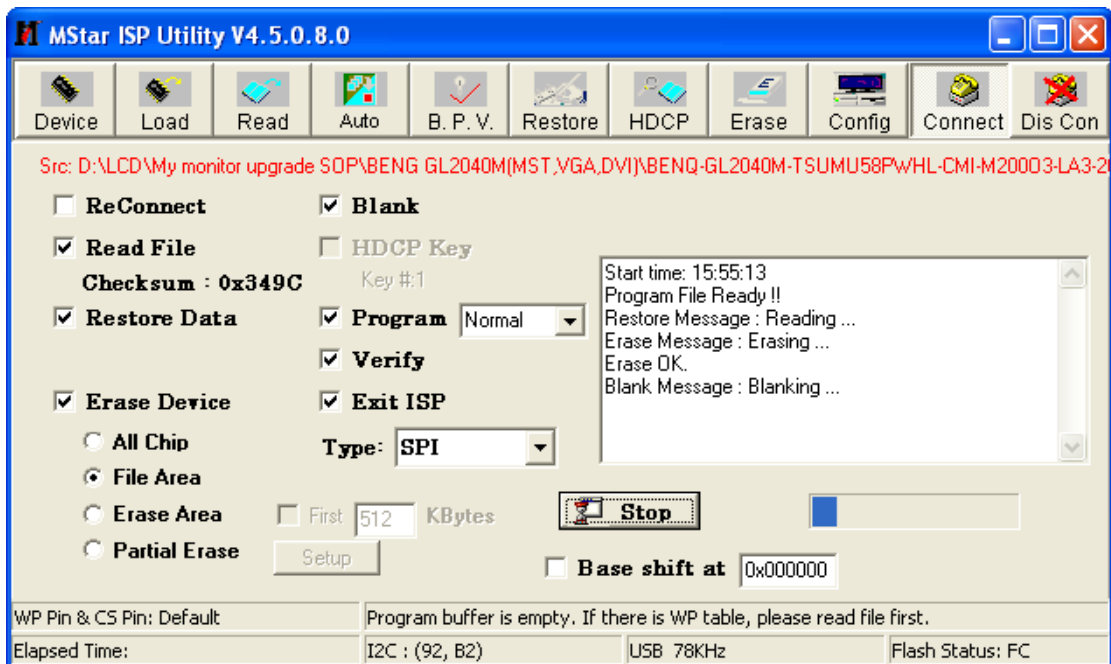 MStar ISP Utility V4.5.0.8.0
Device Load Read Auto B. P. V. Restore HDCP Erase Config Connect Dis Con
Src: D:\LCD\My monitor upgrade SOP\BENG GL2040M(MST,VGA,DVI)\BENQ-GL2040M-TSUMU58PWHL-CMI-M200O3-LA3-20
ReConnect
Blank
Read File
HDCP Key
Checksum : 0x349C
Key #:1
Restore Data
Program Normal
Verify
Erase Device
Exit ISP
All Chip
Type: SPI
File Area
Erase Area
First 512 KBytes
Partial Erase
Setup
Start time: 15:55:13
Program File Ready !!
Restore Message : Reading ...
Erase Message : Erasing ...
Erase OK.
Blank Message : Blanking ...
Stop
Base shift at 0x000000
WP Pin & CS Pin: Default
Program buffer is empty. If there is WP table, please read file first.
Elapsed Time:
I2C : (92, B2)
USB 78KHz
Flash Status: FC